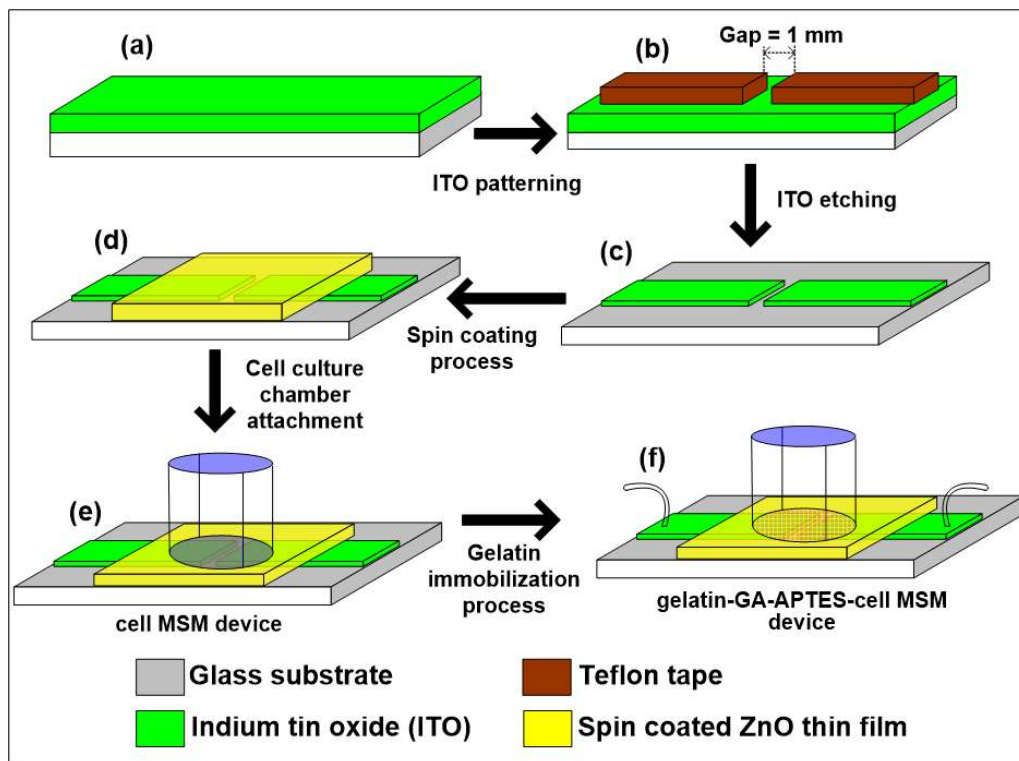 (a)
(b)
Gap = 1 mm
ITO patterning
ITO etching
(c)
(d)
Spin coating
process
Cell culture
chamber
attachment
(e)
cell MSM device
Gelatin
immobilization
process
(f)
gelatin-GA-APTES-cell MSM
device
Glass substrate
Teflon tape
Indium tin oxide (ITO)
Spin coated ZnO thin film